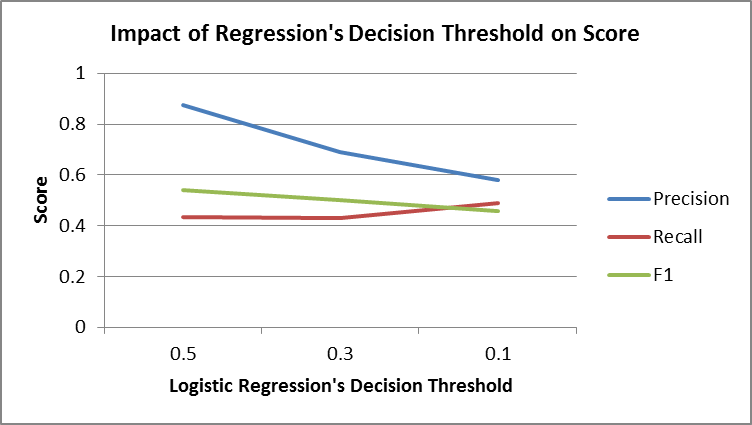 Impact of Regression's Decision Threshold on Score
1
0.8
0.6
0.4
0.2
0
Score
0.5 0.3 0.1
Logistic Regression's Decision Threshold
Precision
Recall
F1